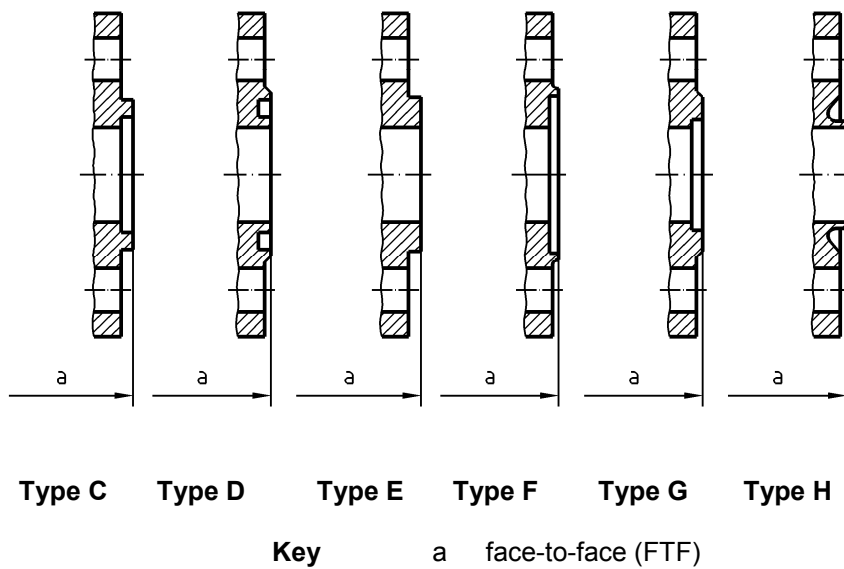 a a a a a a
Type C Type D Type E Type F Type G Type H
Key a face-to-face (FTF)